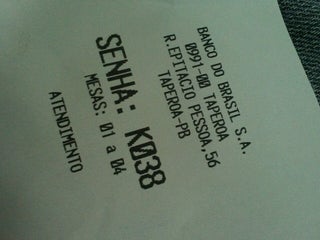 BANCO DO BRASIL S.A.
0991-00 TAPEROA
R.EPITACIO PESSOA,56
TAPEROA-PB
SENHA: K038
MESAS: 01 a 04
ATENDIMENTO